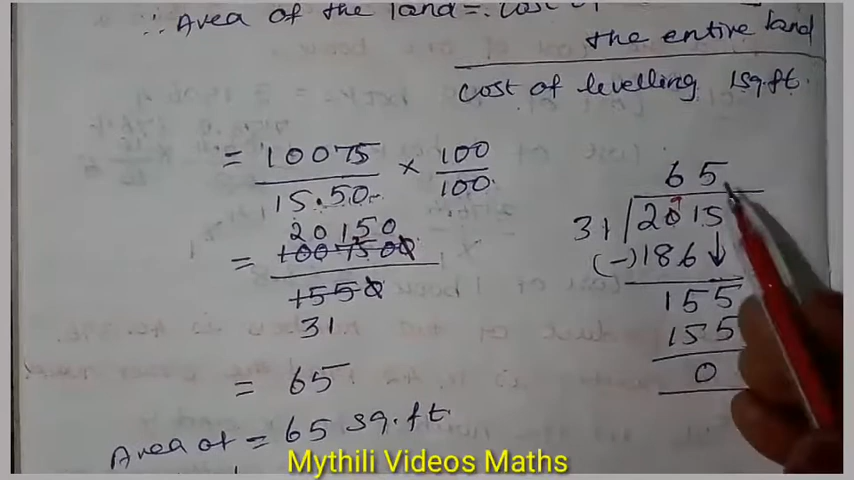 ∴ Area of the land = cost of
the entire land
cost of levelling 1sq.ft.
= 10075 × 100
15.50 100
20150
= 1007500
1550
31
= 65
Area of = 65 sq.ft.
65
31 2015
(-)186↓
155
155
0
Mythili Videos Maths